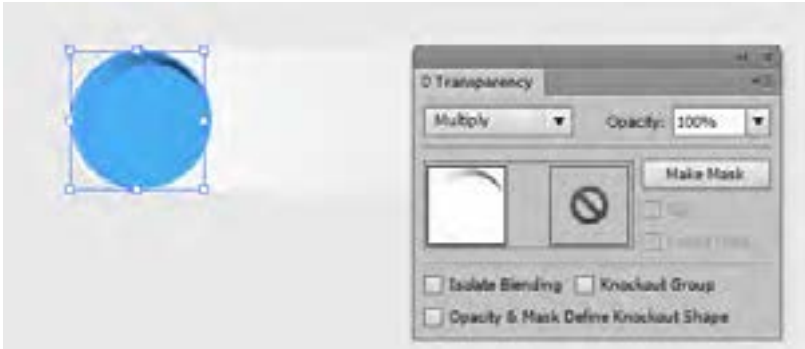 Transparency
Multiply Opacity: 100%
Make Mask
Isolate Blending Knockout Group
Opacity & Mask Define Knockout Shape